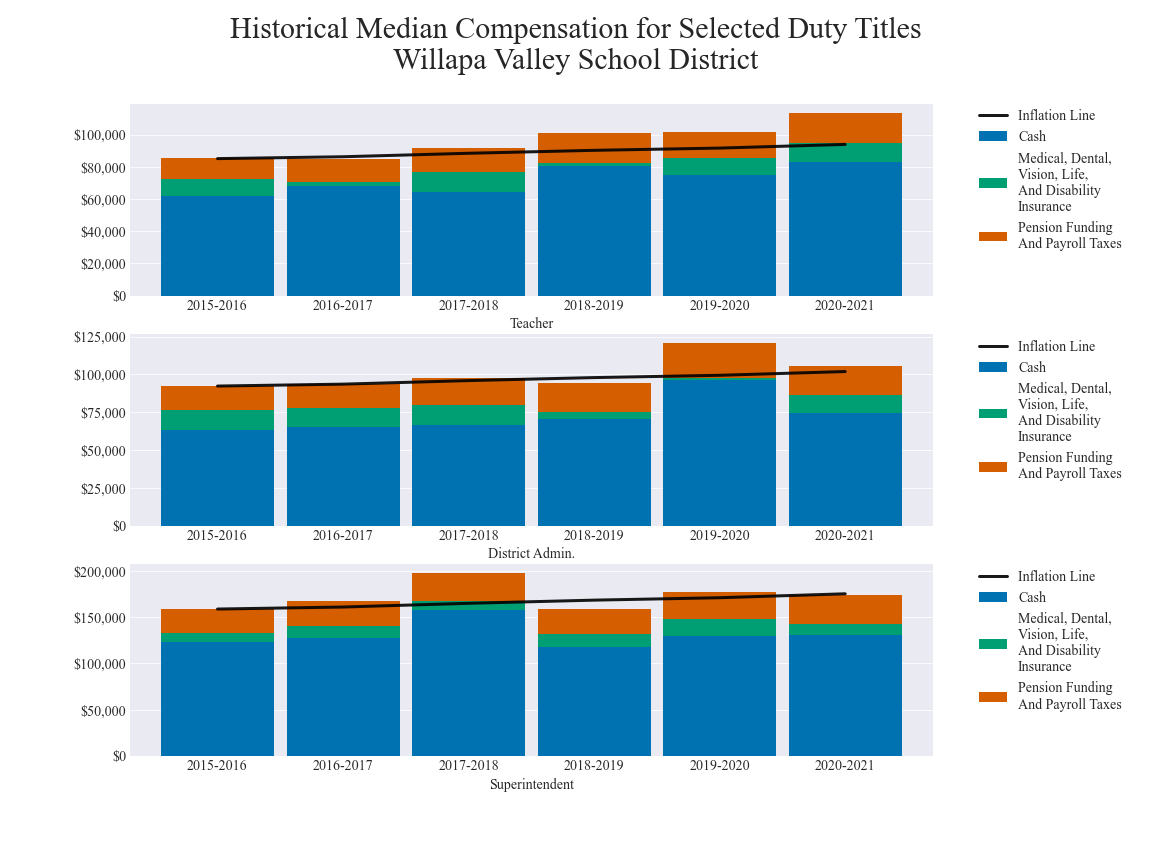 Historical Median Compensation for Selected Duty Titles
Willapa Valley School District
$100,000
$80,000
$60,000
$40,000
$20,000
$0
2015-2016 2016-2017 2017-2018 2018-2019 2019-2020 2020-2021
Teacher
Inflation Line
Cash
Medical, Dental,
Vision, Life,
And Disability
Insurance
Pension Funding
And Payroll Taxes
$125,000
$100,000
$75,000
$50,000
$25,000
$0
2015-2016 2016-2017 2017-2018 2018-2019 2019-2020 2020-2021
District Admin.
Inflation Line
Cash
Medical, Dental,
Vision, Life,
And Disability
Insurance
Pension Funding
And Payroll Taxes
$200,000
$150,000
$100,000
$50,000
$0
2015-2016 2016-2017 2017-2018 2018-2019 2019-2020 2020-2021
Superintendent
Inflation Line
Cash
Medical, Dental,
Vision, Life,
And Disability
Insurance
Pension Funding
And Payroll Taxes